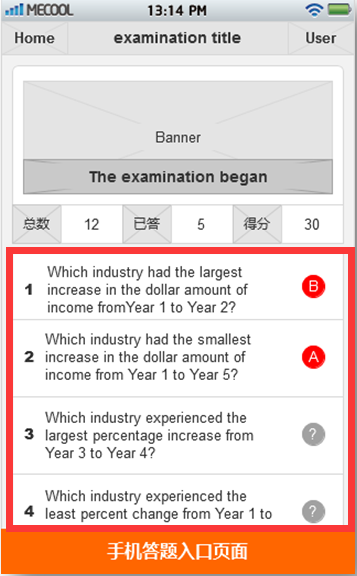 MECOOL 13:14 PM
Home examination title User
Banner
The examination began
总数 12 已答 5 得分 30
Which industry had the largest
1 increase in the dollar amount of B
income fromYear 1 to Year 2?
Which industry had the smallest
2 increase in the dollar amount of A
income from Year 1 to Year 5?
Which industry experienced the
3 largest percentage increase from ?
Year 3 to Year 4?
Which industry experienced the
4 least percent change from Year 1 to ?
手机答题入口页面